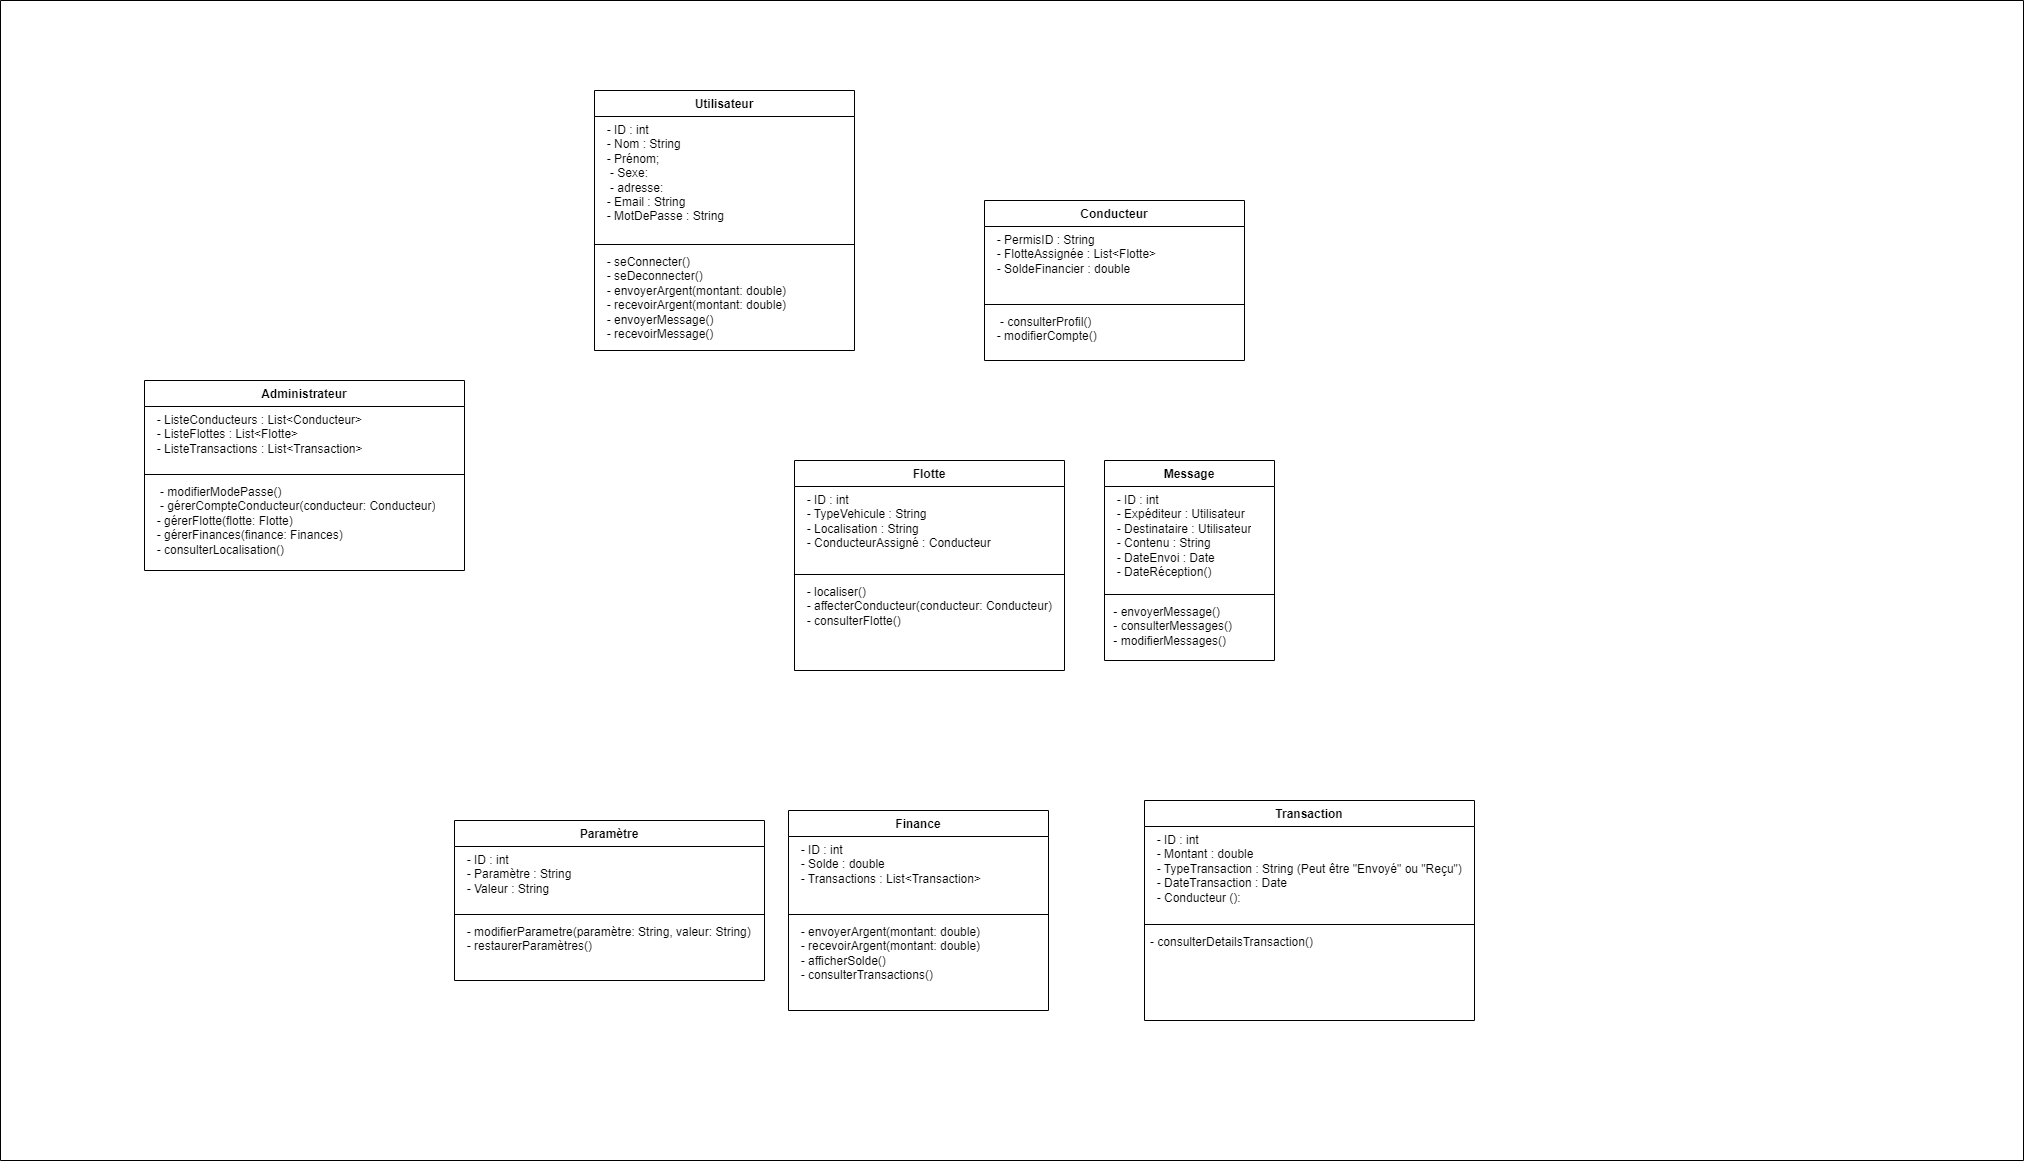 Utilisateur
- ID : int
- Nom : String
- Prénom;
- Sexe:
- adresse:
- Email : String
- MotDePasse : String
- seConnecter()
- seDeconnecter()
- envoyerArgent(montant: double)
- recevoirArgent(montant: double)
- envoyerMessage()
- recevoirMessage()
Conducteur
- PermisID : String
- FlotteAssignée : List<Flotte>
- SoldeFinancier : double
- consulterProfil()
- modifierCompte()
Administrateur
- ListeConducteurs : List<Conducteur>
- ListeFlottes : List<Flotte>
- ListeTransactions : List<Transaction>
- modifierModePasse()
- gérerCompteConducteur(conducteur: Conducteur)
- gérerFlotte(flotte: Flotte)
- gérerFinances(finance: Finances)
- consulterLocalisation()
Flotte
- ID : int
- TypeVehicule : String
- Localisation : String
- ConducteurAssigné : Conducteur
- localiser()
- affecterConducteur(conducteur: Conducteur)
- consulterFlotte()
Message
- ID : int
- Expéditeur : Utilisateur
- Destinataire : Utilisateur
- Contenu : String
- DateEnvoi : Date
- DateRéception()
- envoyerMessage()
- consulterMessages()
- modifierMessages()
Paramètre
- ID : int
- Paramètre : String
- Valeur : String
- modifierParametre(paramètre: String, valeur: String)
- restaurerParamètres()
Finance
- ID : int
- Solde : double
- Transactions : List<Transaction>
- envoyerArgent(montant: double)
- recevoirArgent(montant: double)
- afficherSolde()
- consulterTransactions()
Transaction
- ID : int
- Montant : double
- TypeTransaction : String (Peut être "Envoyé" ou "Reçu")
- DateTransaction : Date
- Conducteur ():
- consulterDetailsTransaction()